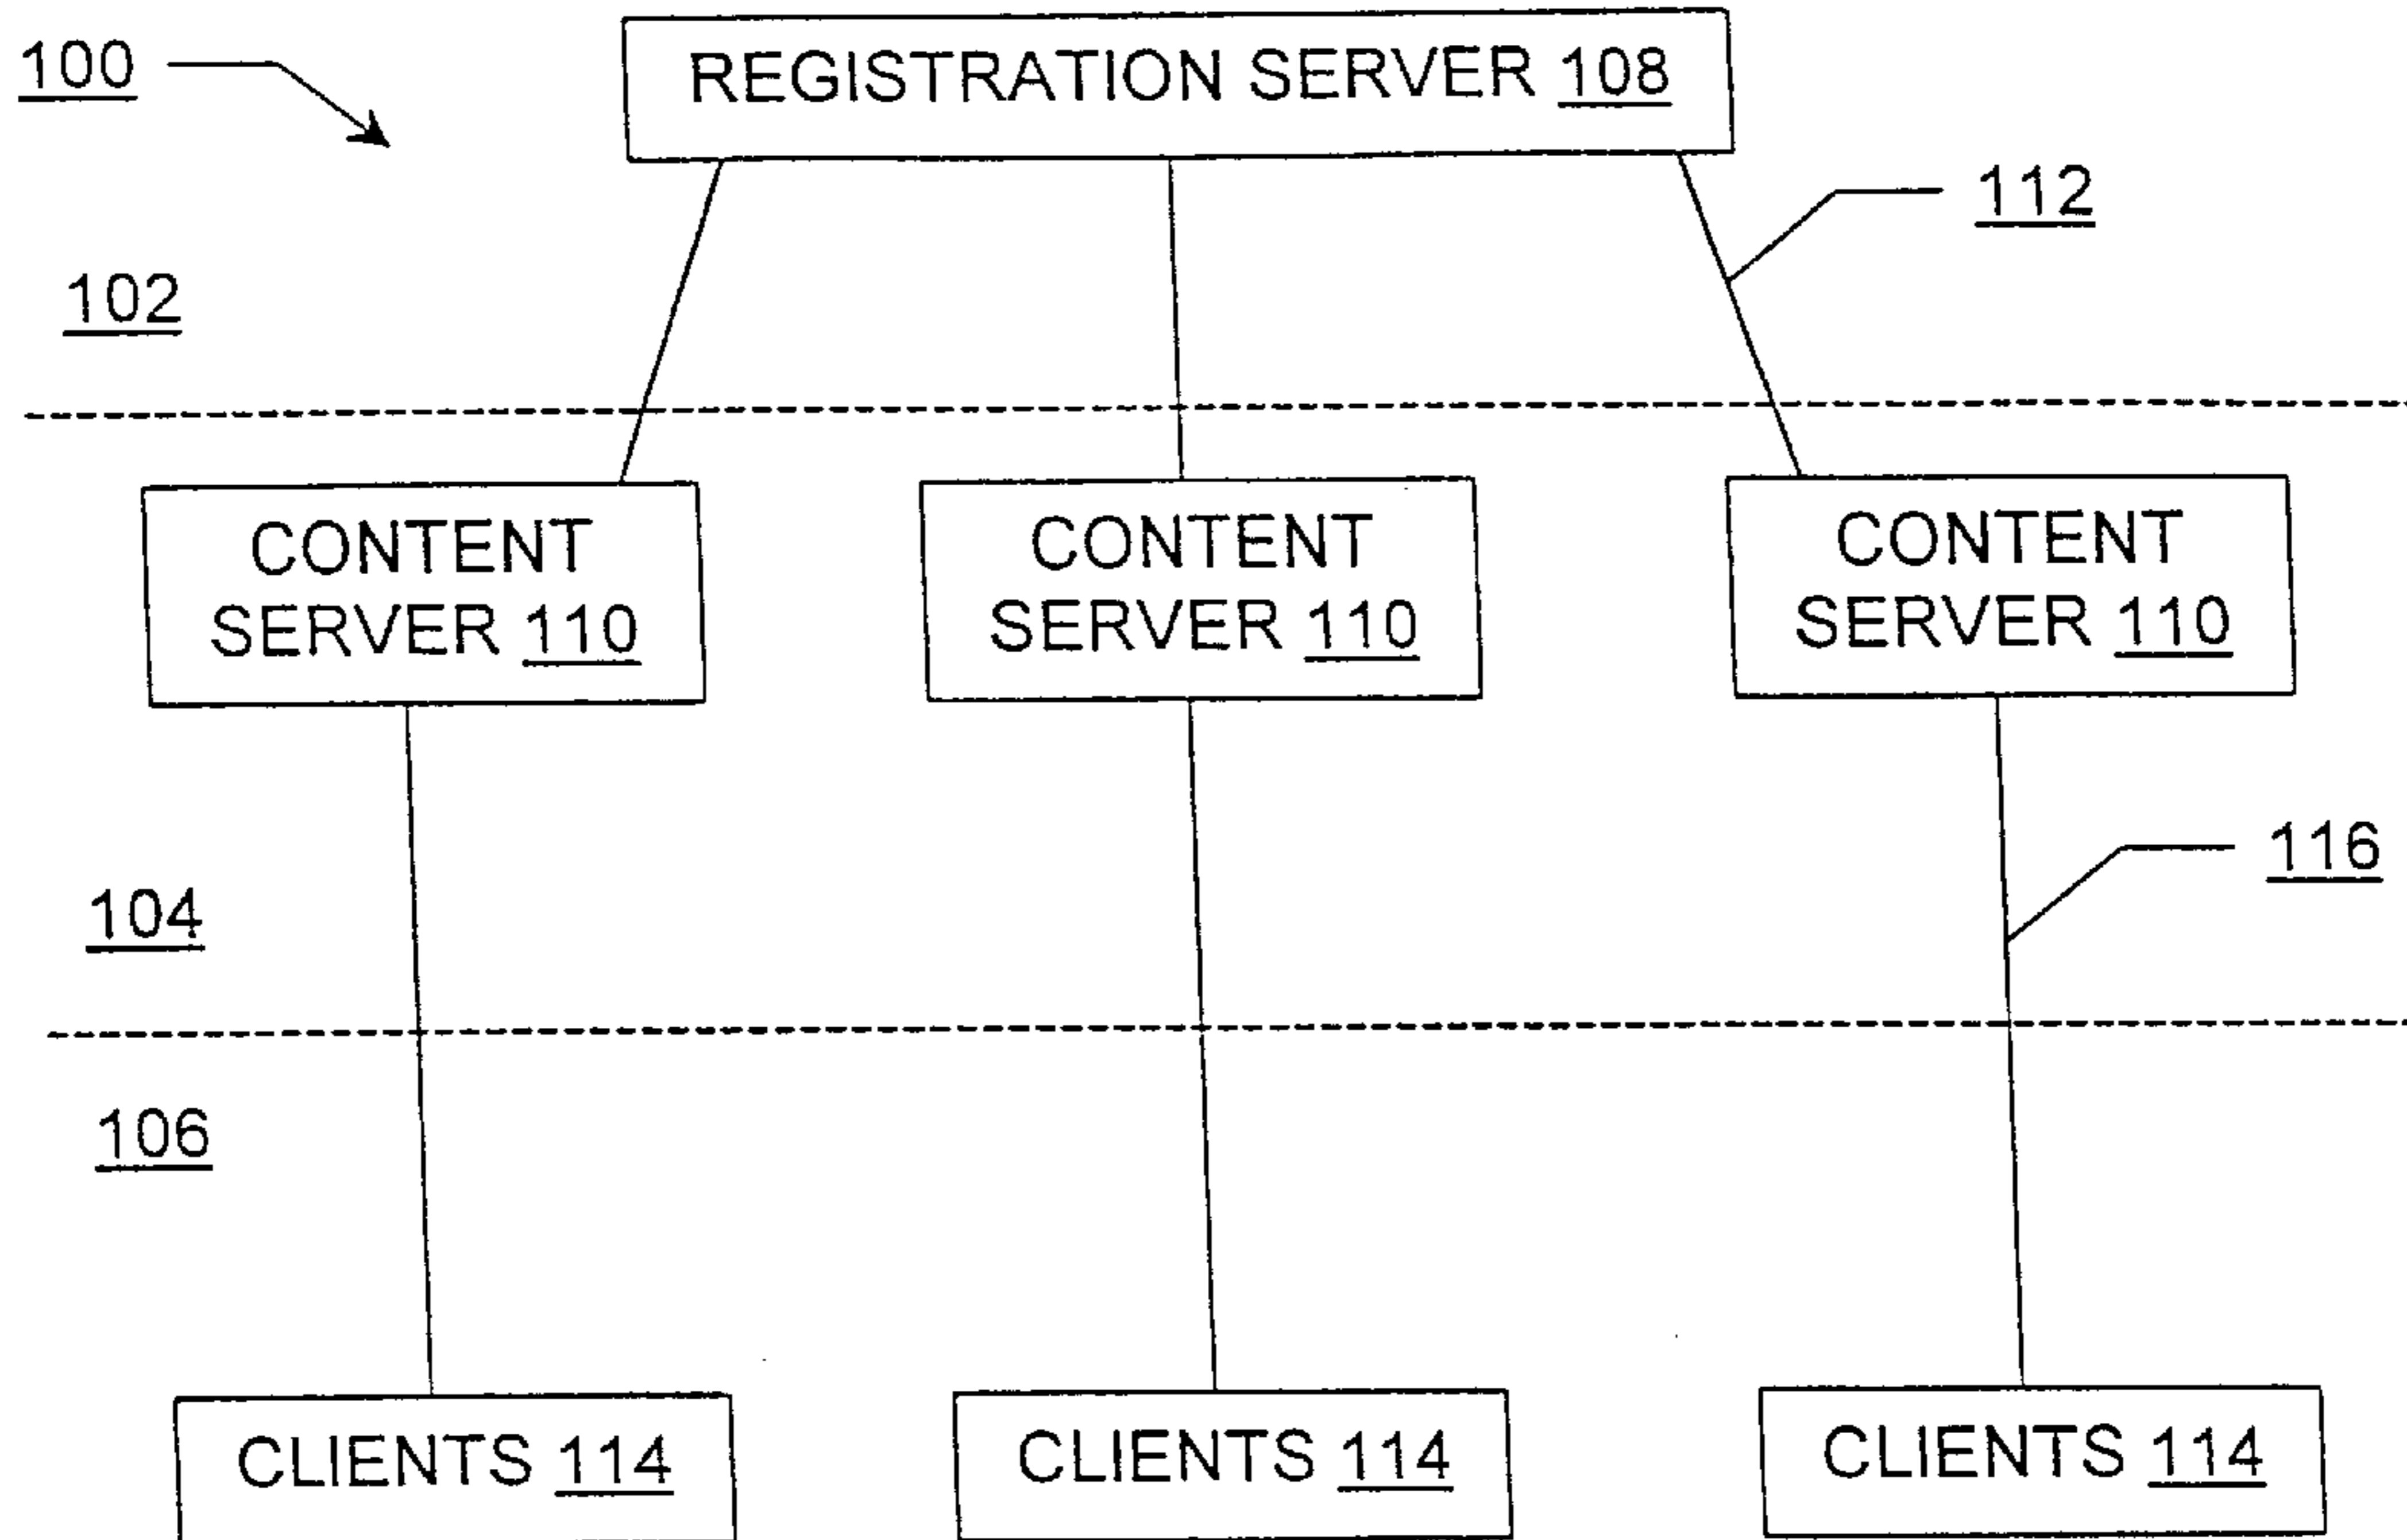 100
REGISTRATION SERVER 108
112
102
CONTENT
SERVER 110
CONTENT
SERVER 110
CONTENT
SERVER 110
116
104
106
CLIENTS 114
CLIENTS 114
CLIENTS 114